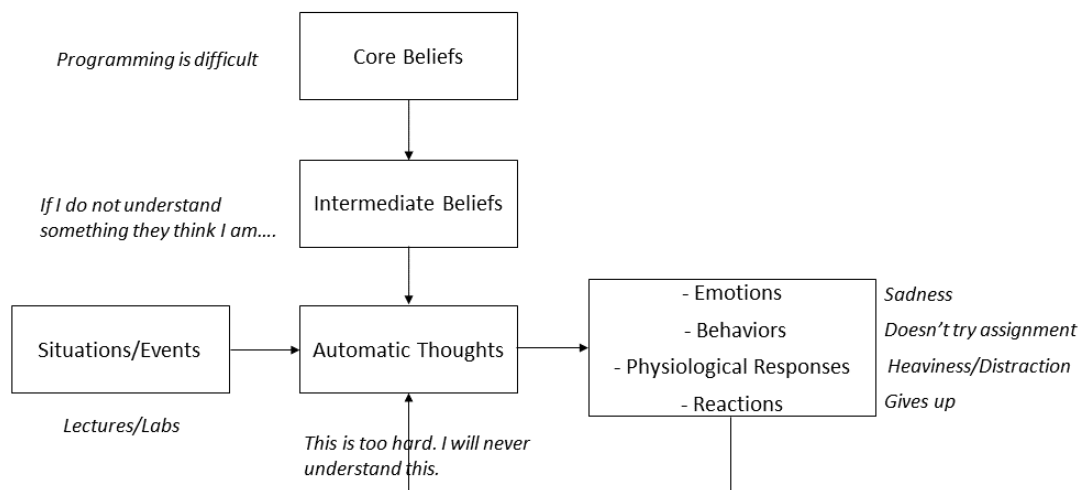 Programming is difficult
Core Beliefs
If I do not understand
something they think I am....
Intermediate Beliefs
Situations/Events
Automatic Thoughts
- Emotions
- Behaviors
- Physiological Responses
- Reactions
Sadness
Doesn’t try assignment
Heaviness/Distraction
Gives up
Lectures/Labs
This is too hard. I will never
understand this.